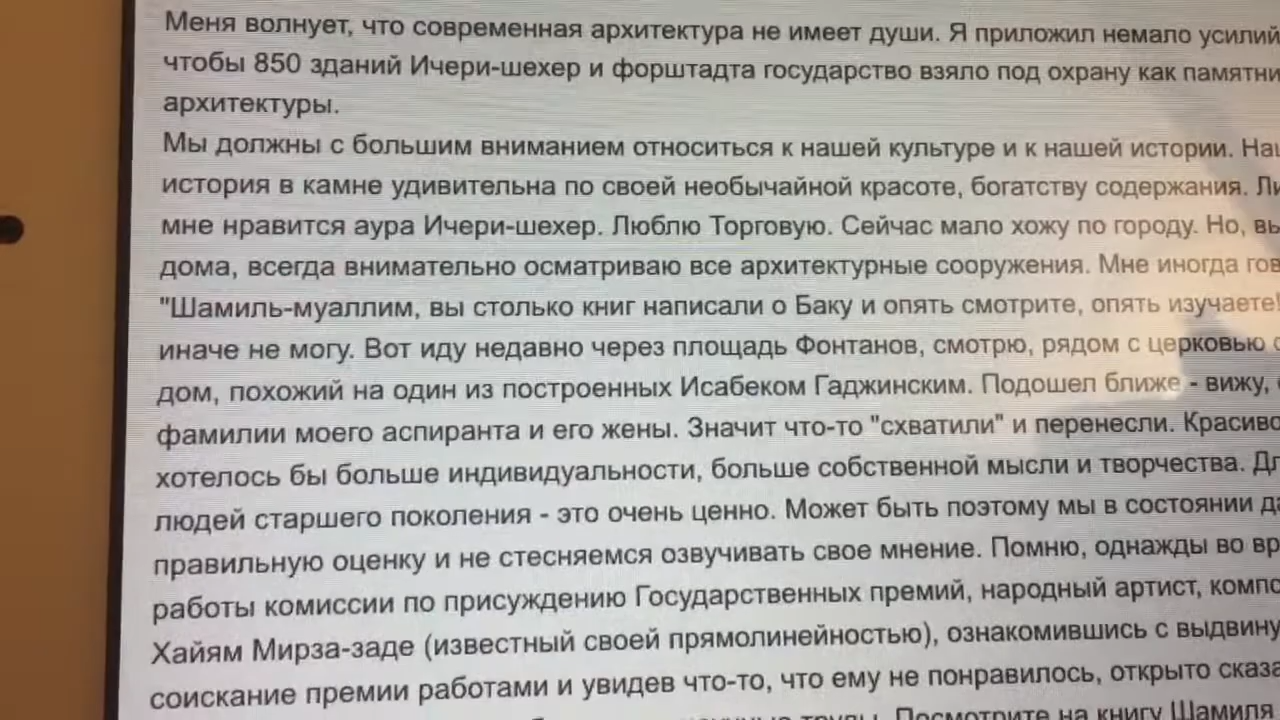 Меня волнует, что современная архитектура не имеет души. Я приложил немало усилий
чтобы 850 зданий Ичери-шехер и форштадта государство взяло под охрану как памятни
архитектуры.
Мы должны с большим вниманием относиться к нашей культуре и к нашей истории.
история в камне удивительна по своей необычайной красоте, богатству содержания.
мне нравится аура Ичери-шехер. Люблю Торговую. Сейчас мало хожу по городу. Но,
дома, всегда внимательно осматриваю все архитектурные сооружения. Мне иногда гов
"Шамиль-муаллим, вы столько книг написали о Баку и опять смотрите, опять изучаете!
иначе не могу. Вот иду недавно через площадь Фонтанов, смотрю, рядом с церковью
дом, похожий на один из построенных Исабеком Гаджинским. Подошел ближе - вижу,
фамилии моего аспиранта и его жены. Значит что-то "схватили" и перенесли. Красиво
хотелось бы больше индивидуальности, больше собственной мысли и творчества.
людей старшего поколения - это очень ценно. Может быть поэтому мы в состоянии
правильную оценку и не стесняемся озвучивать свое мнение. Помню, однажды во вр
работы комиссии по присуждению Государственных премий, народный артист, компо
Хайям Мирза-заде (известный своей прямолинейностью), ознакомившись с выдвину
соискание премии работами и увидев что-то, что ему не понравилось, открыто сказа
труды. Посмотрите на книгу Шамиля